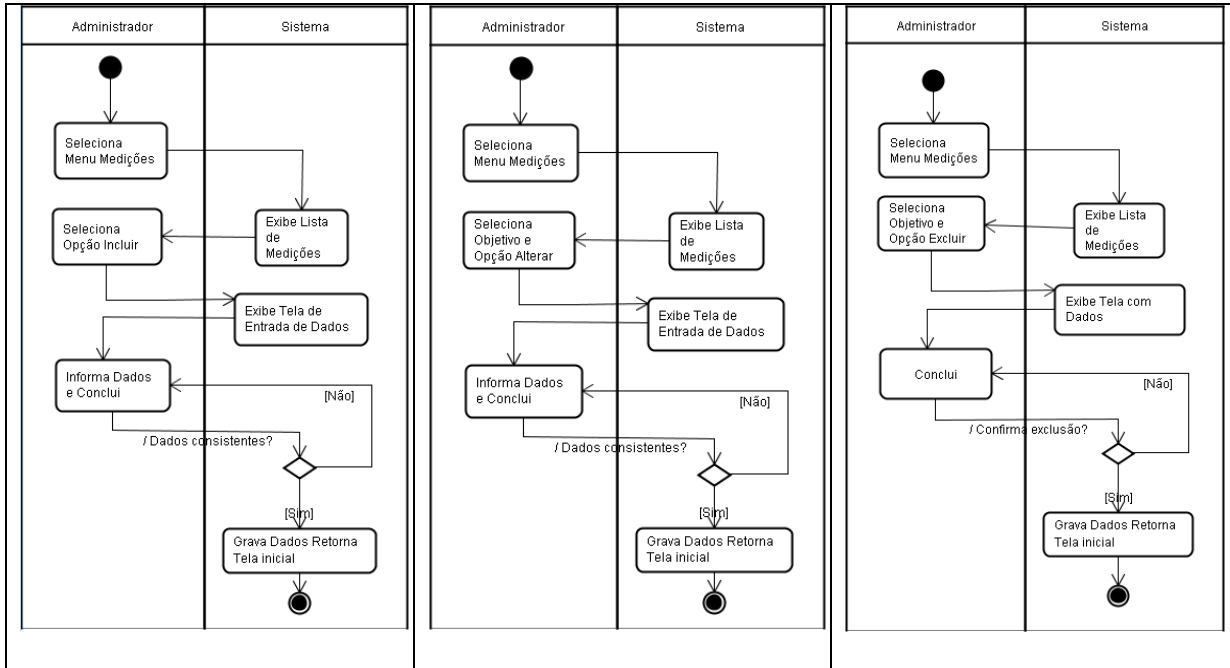 Administrador
Sistema
Seleciona
Menu Medições
Exibe Lista
de
Medições
Seleciona
Opção Incluir
Exibe Tela de
Entrada de Dados
Informa Dados
e Conclui
[Não]
/ Dados consistentes?
[Sim]
Grava Dados Retorna
Tela inicial
Administrador
Sistema
Seleciona
Menu Medições
Exibe Lista
de
Medições
Seleciona
Objetivo e
Opção Alterar
Exibe Tela de
Entrada de Dados
Informa Dados
e Conclui
[Não]
/ Dados consistentes?
[Sim]
Grava Dados Retorna
Tela inicial
Administrador
Sistema
Seleciona
Menu Medições
Exibe Lista
de
Medições
Seleciona
Objetivo e
Opção Excluir
Exibe Tela com
Dados
Conclui
[Não]
/ Confirma exclusão?
[Sim]
Grava Dados Retorna
Tela inicial